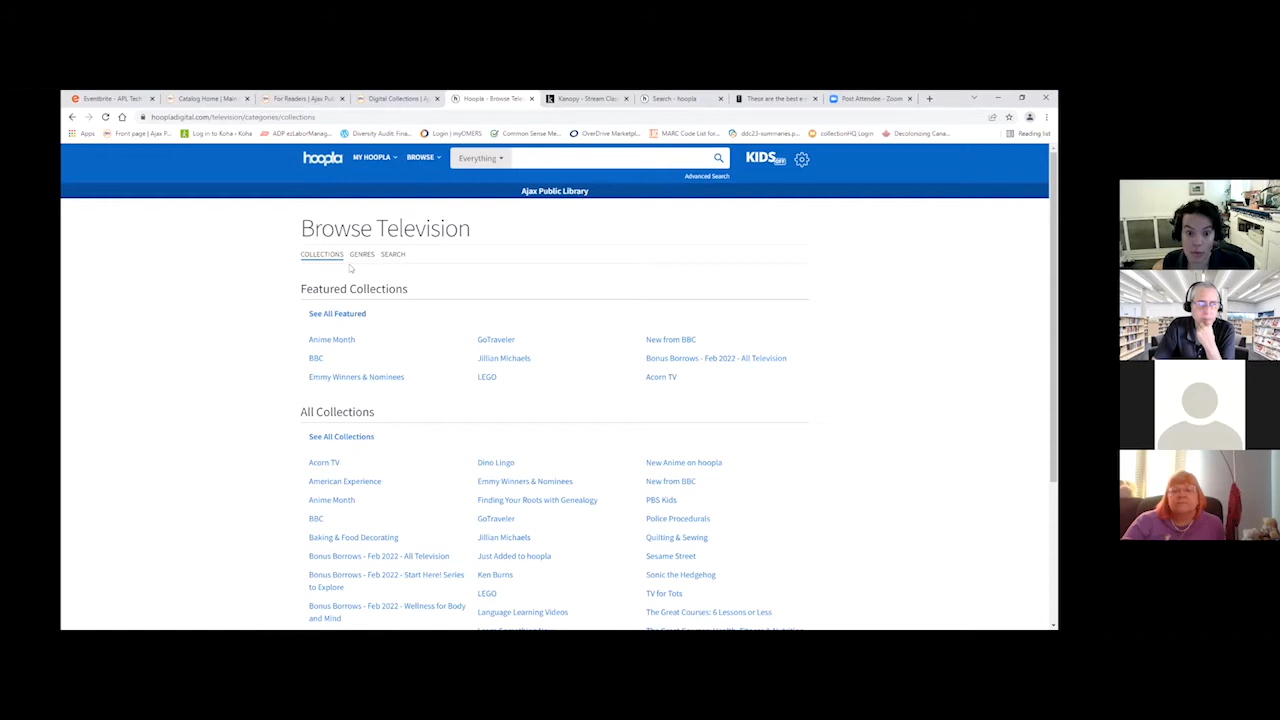 Eventbrite - APL Tech
Catalog Home | Main
For Readers | Ajax Pu
Digital Collections | A
Hoopla - Browse Tele
Kanopy - Stream Clas
Search - hoopla
These are the best e
Post Attendee - Zoom
hoopladigital.com/television/categories/collections
Apps
Front page | Ajax P...
Log in to Koha ‹ Koha
ADP ezLaborManag...
Diversity Audit: Fina...
Login | myOMERS
Common Sense Me...
OverDrive Marketpl...
MARC Code List for...
ddc23-summaries.p...
collectionHQ Login
Decolonizing Cana...
Reading list
hoopla MY HOOPLA BROWSE Everything KIDS OFF
Advanced Search
Ajax Public Library
Browse Television
COLLECTIONS GENRES SEARCH
Featured Collections
See All Featured
Anime Month GoTraveler New from BBC
BBC Jillian Michaels Bonus Borrows - Feb 2022 - All Television
Emmy Winners & Nominees LEGO Acorn TV
All Collections
See All Collections
Acorn TV Dino Lingo New Anime on hoopla
American Experience Emmy Winners & Nominees New from BBC
Anime Month Finding Your Roots with Genealogy PBS Kids
BBC GoTraveler Police Procedurals
Baking & Food Decorating Jillian Michaels Quilting & Sewing
Bonus Borrows - Feb 2022 - All Television Just Added to hoopla Sesame Street
Bonus Borrows - Feb 2022 - Start Here! Series Ken Burns Sonic the Hedgehog
to Explore LEGO TV for Tots
Bonus Borrows - Feb 2022 - Wellness for Body Language Learning Videos The Great Courses: 6 Lessons or Less
and Mind